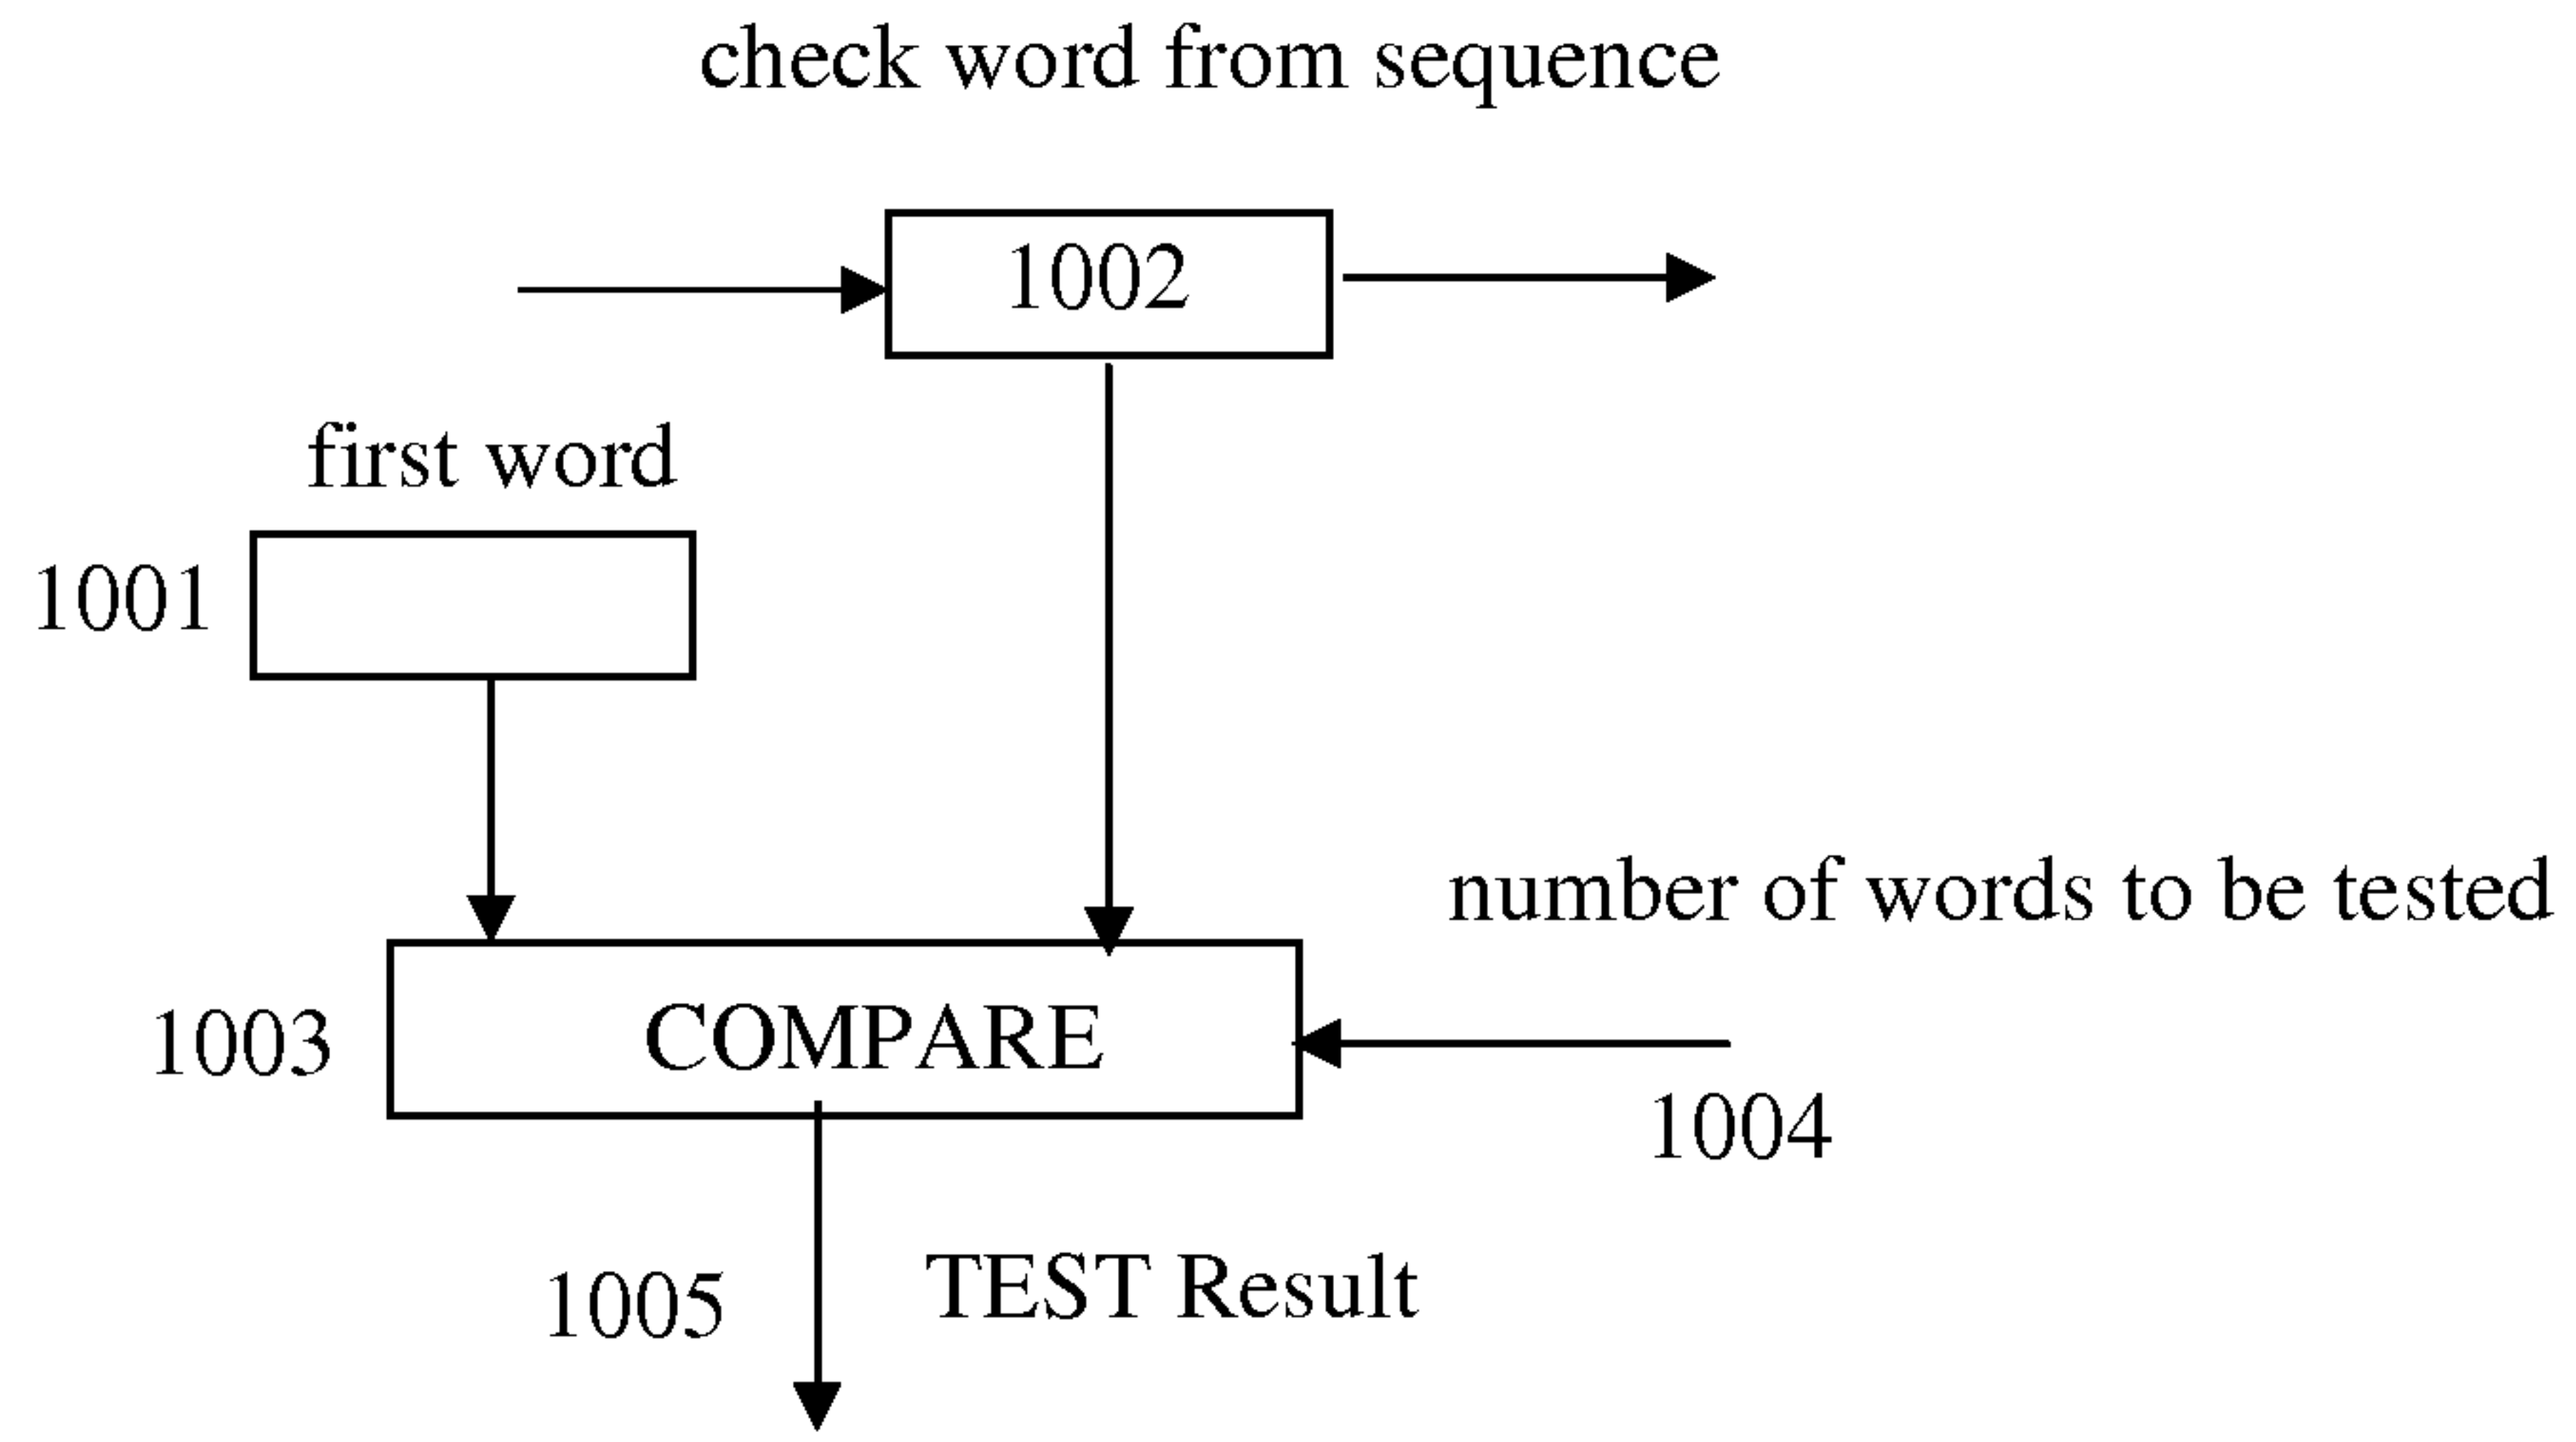 check word from sequence
1002
first word
1001
number of words to be tested
1003
COMPARE
1004
1005
TEST Result